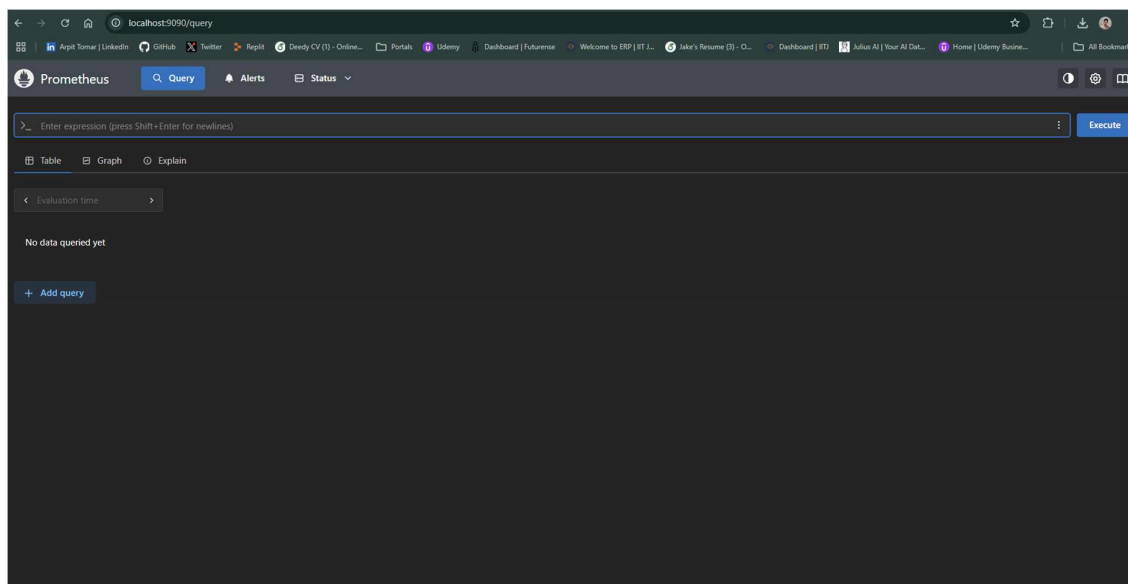 localhost:9090/query
Arpit Tomar | LinkedIn GitHub Twitter Replit Deedy CV (1) - Online... Portals Udemy Dashboard | Futurense Welcome to ERP | IIT J... Jake's Resume (3) - O... Dashboard | IITJ Julius AI | Your AI Dat... Home | Udemy Busine... All Bookmark
Prometheus Query Alerts Status
>_ Enter expression (press Shift+Enter for newlines) Execute
Table Graph Explain
Evaluation time
No data queried yet
+ Add query